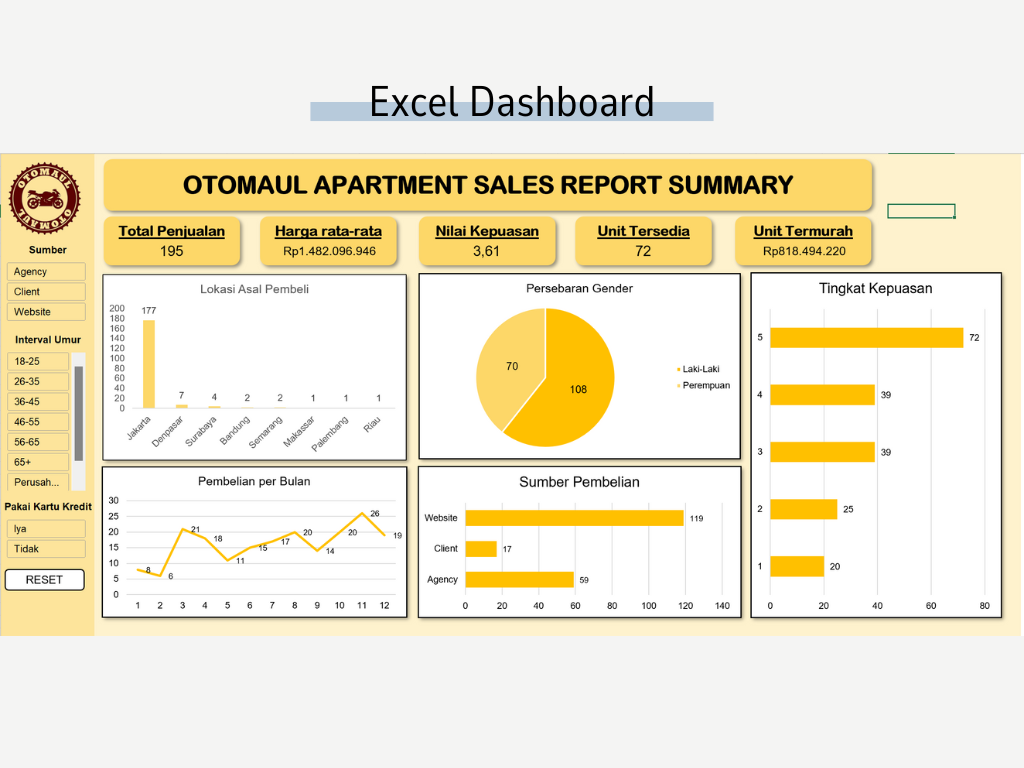 Excel Dashboard
OTOMAUL
OTOMAUL
OTOMAUL APARTMENT SALES REPORT SUMMARY
Total Penjualan
195
Harga rata-rata
Rp1.482.096.946
Nilai Kepuasan
3,61
Unit Tersedia
72
Unit Termurah
Rp818.494.220
Sumber
Agency
Client
Website
Interval Umur
18-25
26-35
36-45
46-55
56-65
65+
Perusah...
Pakai Kartu Kredit
Iya
Tidak
RESET
Lokasi Asal Pembeli
200
180
160
140
120
100
80
60
40
20
0
177
7
4
2
2
1
1
1
Jakarta
Denpasar
Surabaya
Bandung
Semarang
Makassar
Palembang
Riau
Persebaran Gender
70
108
Laki-Laki
Perempuan
Tingkat Kepuasan
5
72
4
39
3
39
2
25
1
20
0 20 40 60 80
Pembelian per Bulan
30
25
20
15
10
5
0
8
6
21
18
11
15
17
20
14
20
26
19
1 2 3 4 5 6 7 8 9 10 11 12
Sumber Pembelian
Website
119
Client
17
Agency
59
0 20 40 60 80 100 120 140